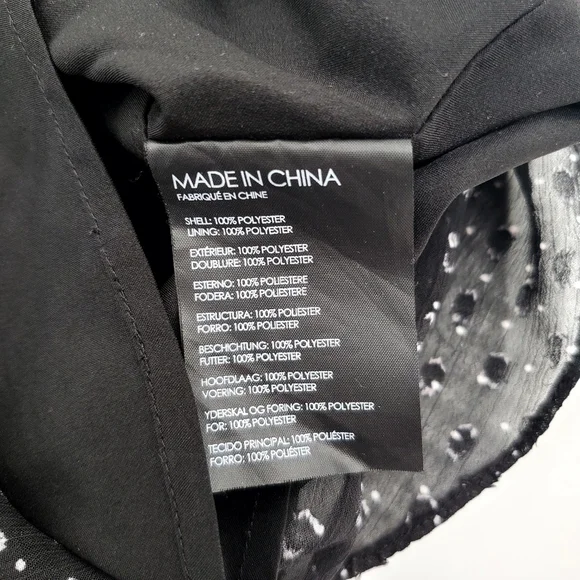 MADE IN CHINA
FABRIQUÉ EN CHINE
SHELL: 100% POLYESTER
LINING: 100% POLYESTER
EXTÉRIEUR: 100% POLYESTER
DOUBLURE: 100% POLYESTER
ESTERNO: 100% POLIESTERE
FODERA: 100% POLIESTERE
ESTRUCTURA: 100% POLIESTER
FORRO: 100% POLIESTER
BESCHICHTUNG: 100% POLYESTER
FUTTER: 100% POLYESTER
HOOFDLAAG: 100% POLYESTER
VOERING: 100% POLYESTER
YDERSKAL OG FORING: 100% POLYESTER
FOR: 100% POLYESTER
TECIDO PRINCIPAL: 100% POLIÉSTER
FORRO: 100% POLIÉSTER